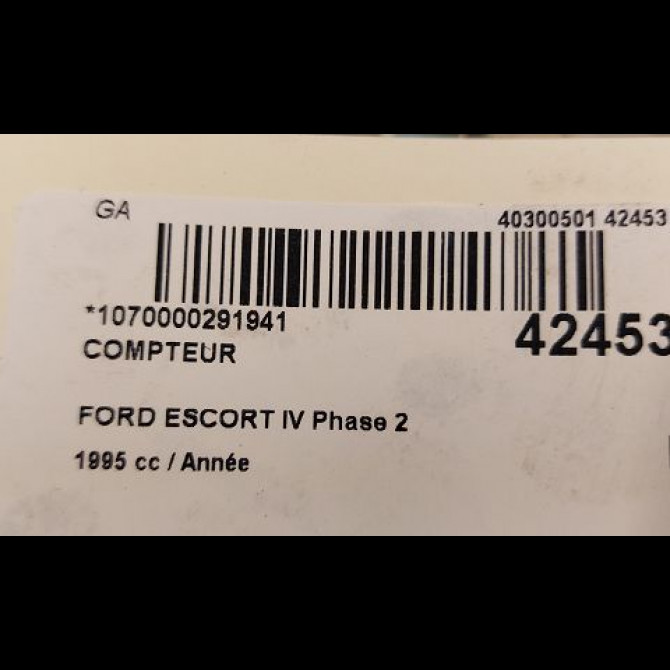 GA
40300501 42453
*1070000291941
42453
COMPTEUR
FORD ESCORT IV Phase 2
1995 cc / Année